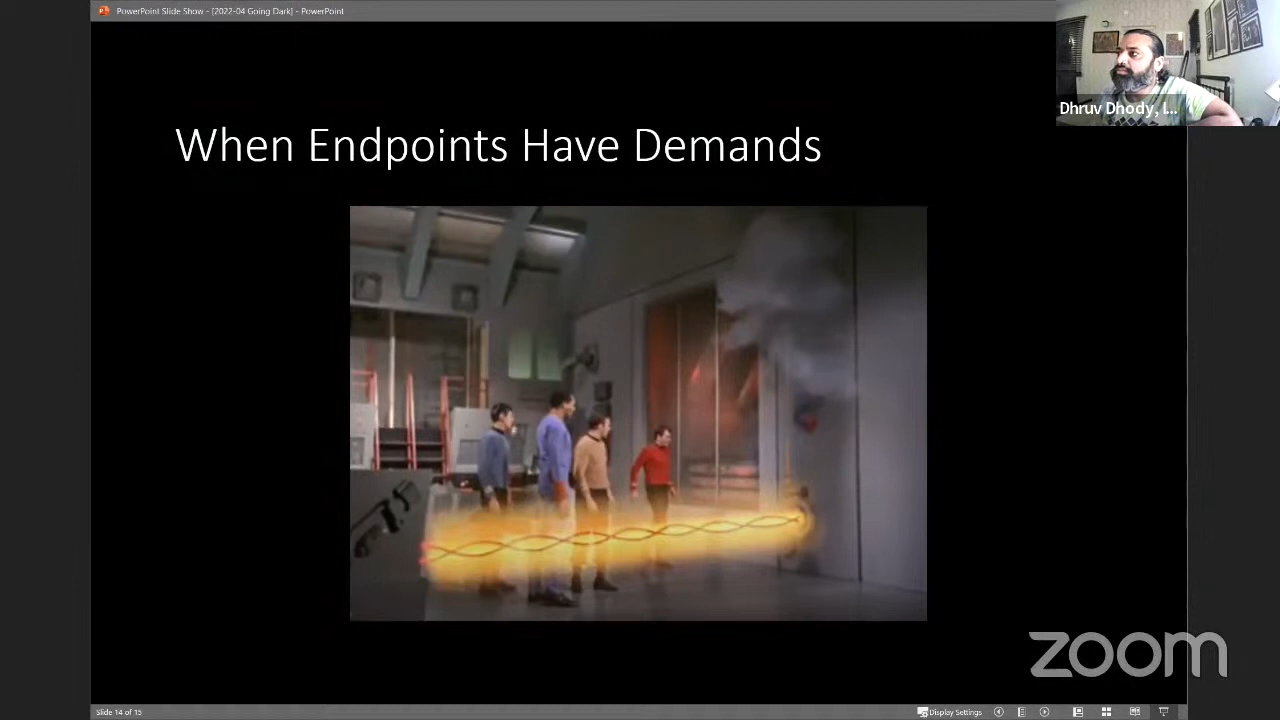 PowerPoint Slide Show - [2022-04 Going Dark] - PowerPoint
Dhruv Dhody, I...
When Endpoints Have Demands
zoom
Slide 14 of 15
Display Settings